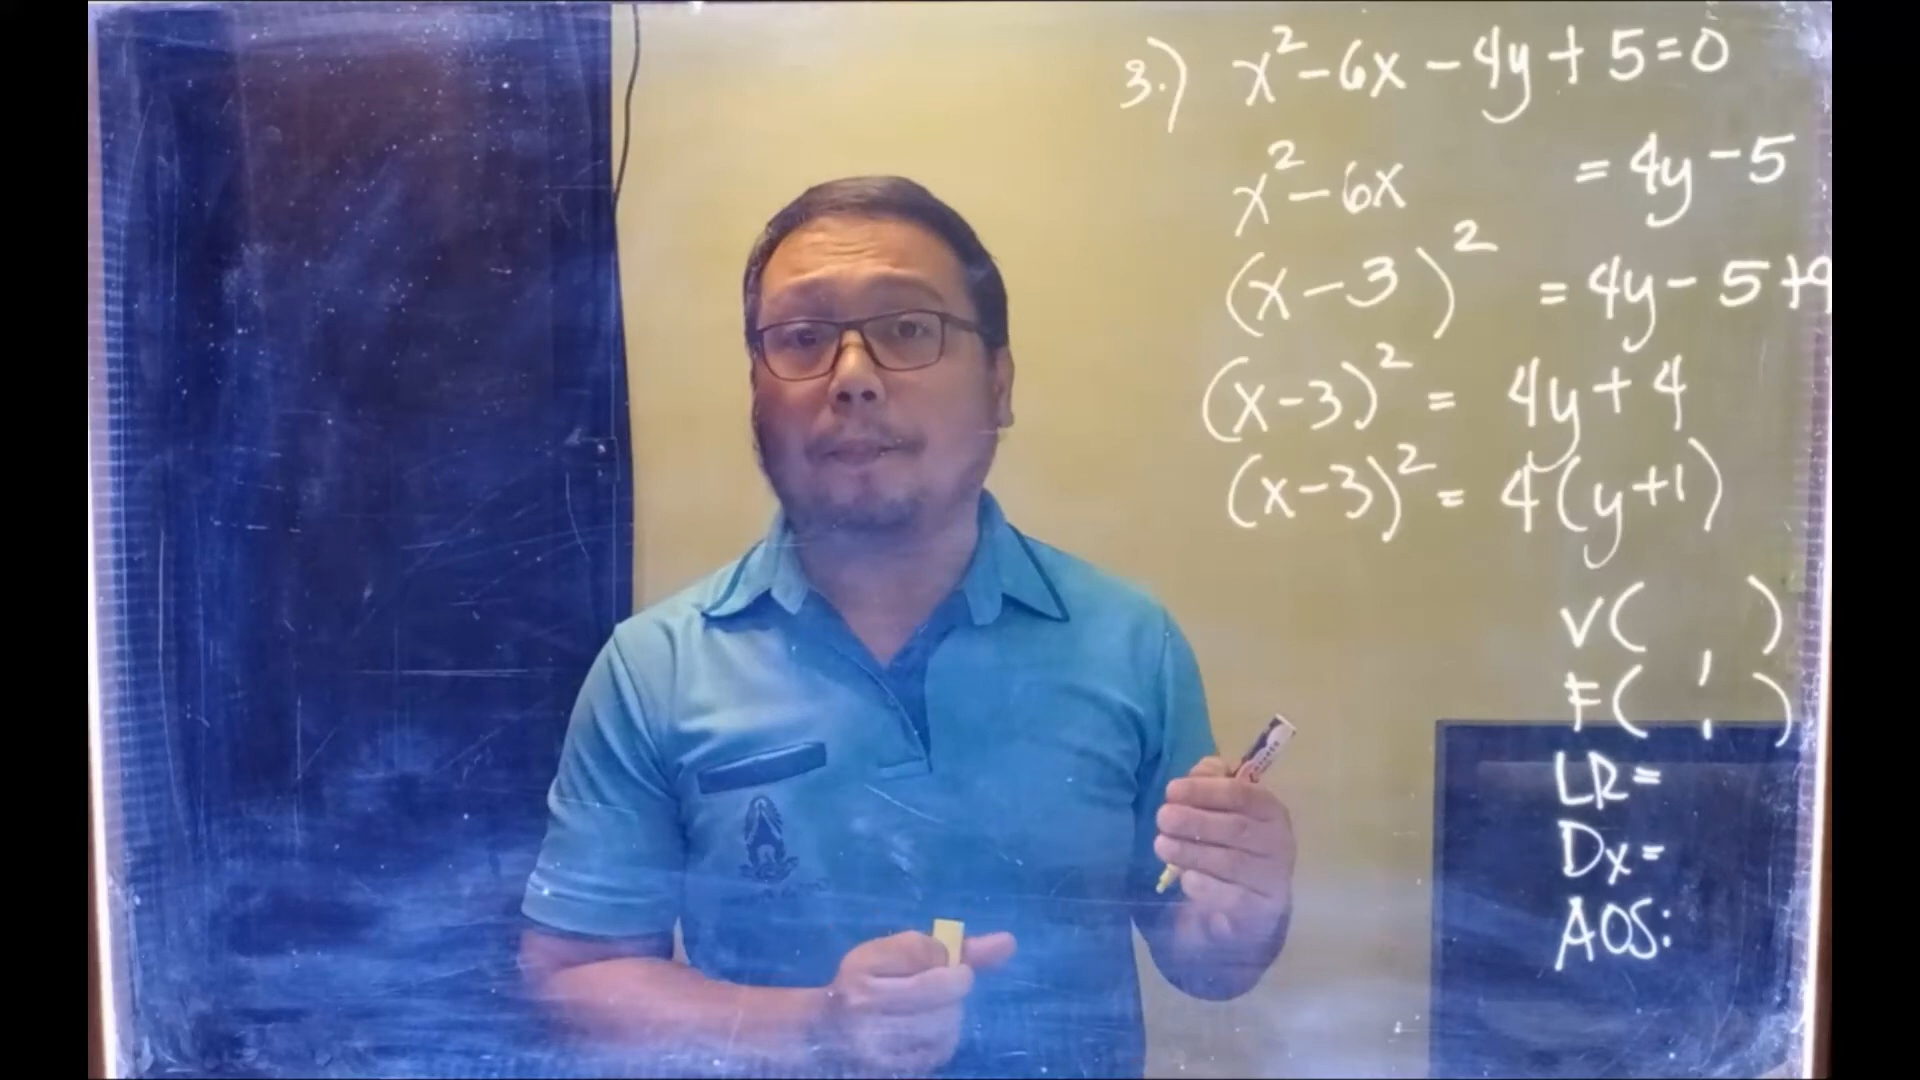 3.) x²-6x-4y+5=0
x²-6x = 4y-5
(x-3)² = 4y-5+9
(x-3)² = 4y+4
(x-3)² = 4(y+1)
V( , )
F( , )
LR=
Dx=
AOS: